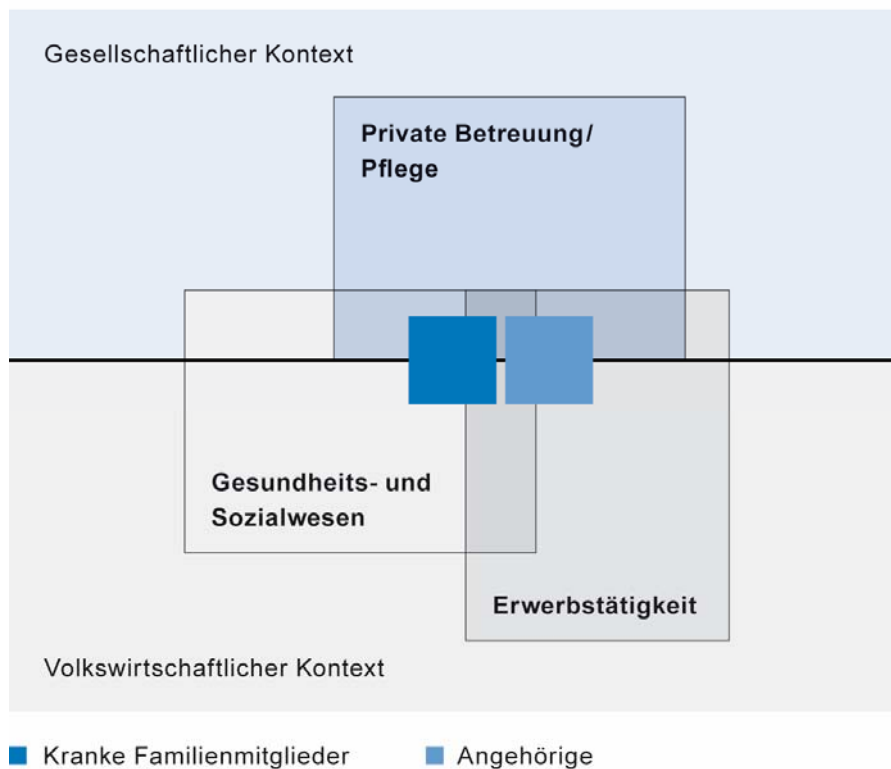 Gesellschaftlicher Kontext
Private Betreuung/
Pflege
Gesundheits- und
Sozialwesen
Erwerbstätigkeit
Volkswirtschaftlicher Kontext
Kranke Familienmitglieder
Angehörige